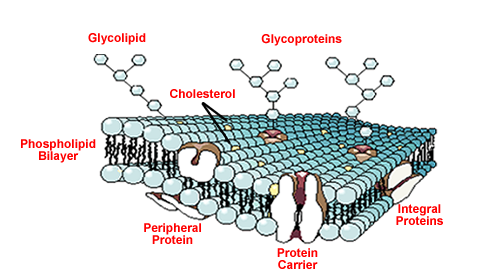 Glycolipid
Glycoproteins
Cholesterol
Phospholipid
Bilayer
Peripheral
Protein
Protein
Carrier
Integral
Proteins